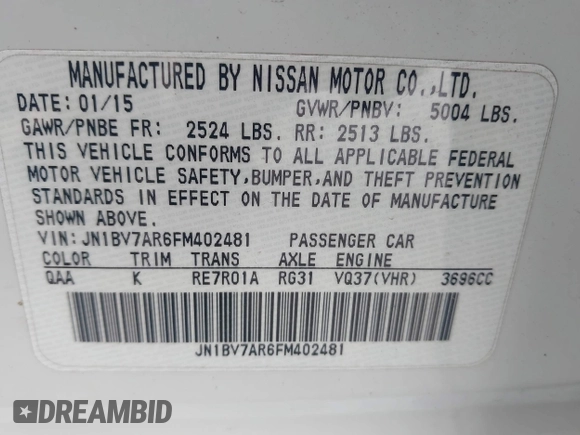 MANUFACTURED BY NISSAN MOTOR CO.,LTD.
DATE: 01/15 GVWR/PNBV: 5004 LBS.
GAWR/PNBE FR: 2524 LBS. RR: 2513 LBS.
THIS VEHICLE CONFORMS TO ALL APPLICABLE FEDERAL
MOTOR VEHICLE SAFETY,BUMPER,AND THEFT PREVENTION
STANDARDS IN EFFECT ON THE DATE OF MANUFACTURE
SHOWN ABOVE.
VIN:JN1BV7AR6FM402481 PASSENGER CAR
COLOR TRIM TRANS AXLE ENGINE
QAA K RE7R01A RG31 VQ37(VHR) 3696CC
JN1BV7AR6FM402481
DREAMBID